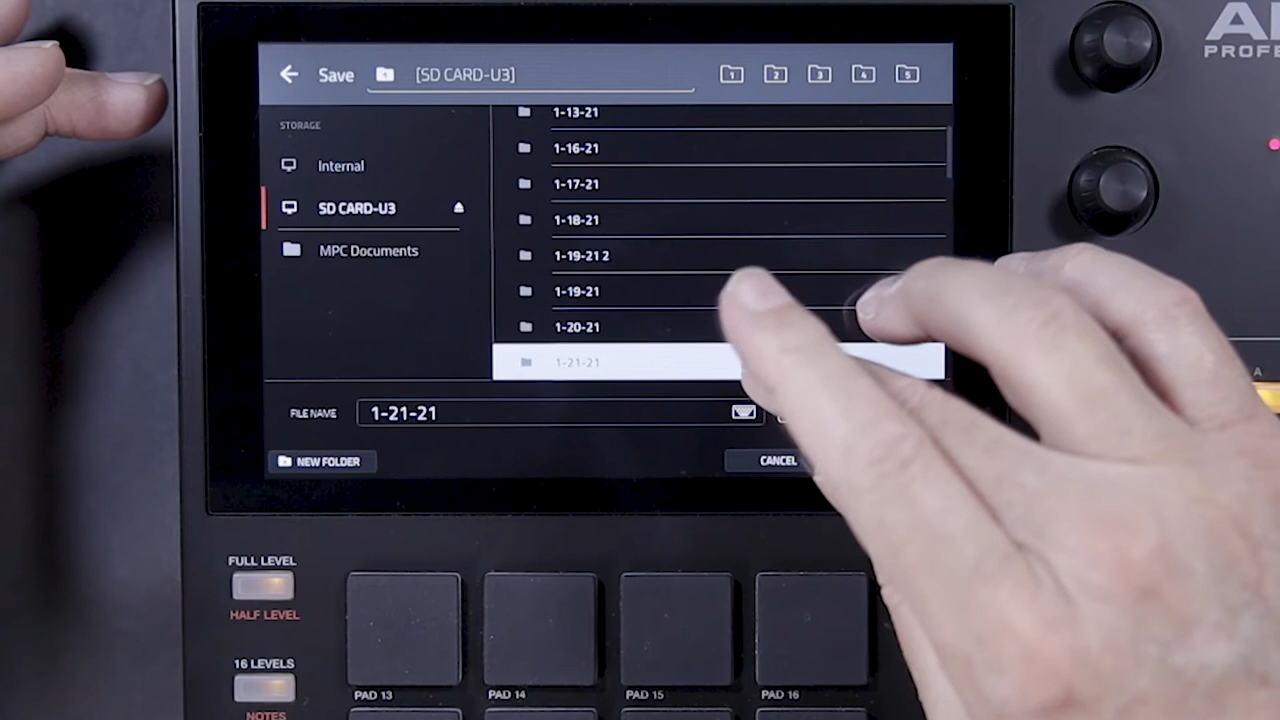 Save [SD CARD-U3] 1 2 3 4 5
STORAGE
Internal
SD CARD-U3
MPC Documents
1-13-21
1-16-21
1-17-21
1-18-21
1-19-21 2
1-19-21
1-20-21
1-21-21
FILE NAME 1-21-21
NEW FOLDER CANCEL
A
FULL LEVEL
HALF LEVEL
16 LEVELS
NOTES
PAD 13 PAD 14 PAD 15 PAD 16